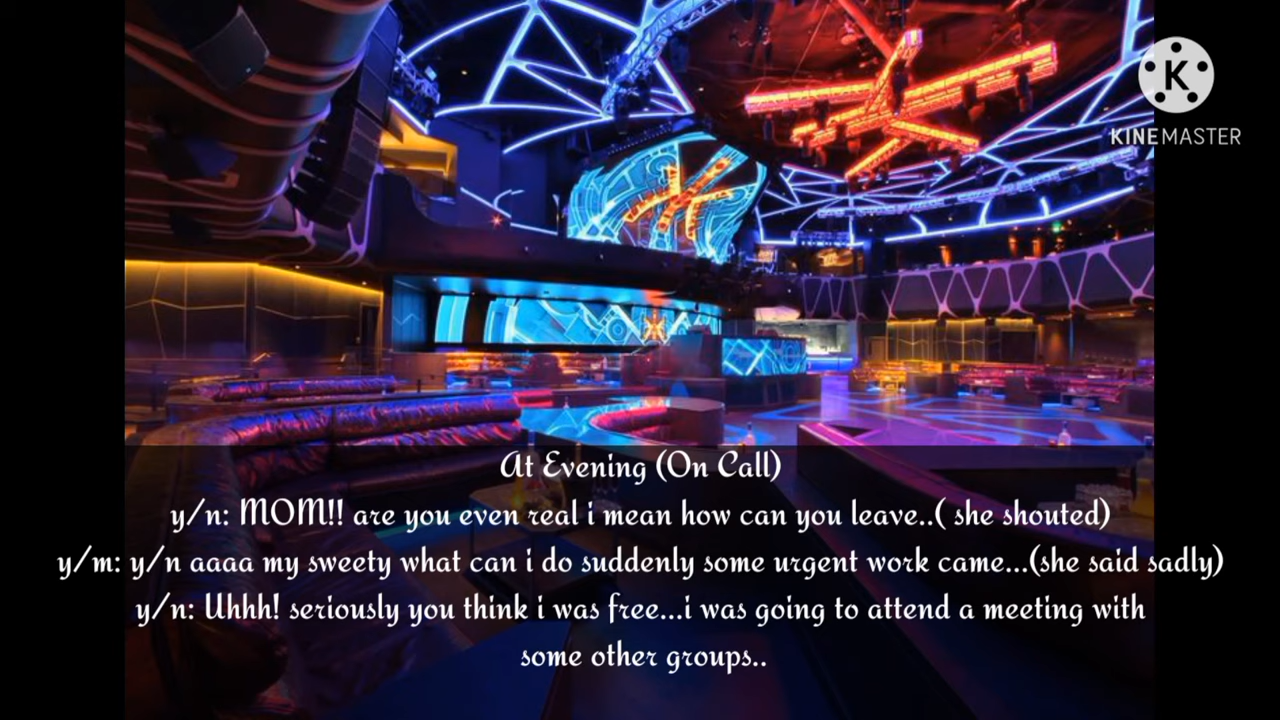 KINEMASTER
At Evening (On Call)
y/n: MOM!! are you even real i mean how can you leave..( she shouted)
y/m: y/n aaaa my sweety what can i do suddenly some urgent work came...(she said sadly)
y/n: Uhhh! seriously you think i was free...i was going to attend a meeting with
some other groups..